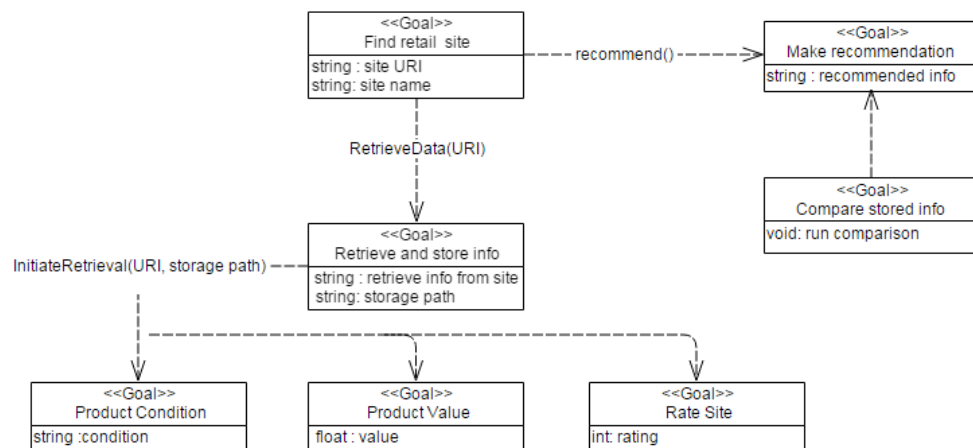 <<Goal>>
Find retail site
string : site URI
string: site name
recommend()
<<Goal>>
Make recommendation
string : recommended info
RetrieveData(URI)
<<Goal>>
Compare stored info
void: run comparison
<<Goal>>
Retrieve and store info
string : retrieve info from site
string: storage path
InitiateRetrieval(URI, storage path)
<<Goal>>
Product Condition
string :condition
<<Goal>>
Product Value
float : value
<<Goal>>
Rate Site
int: rating